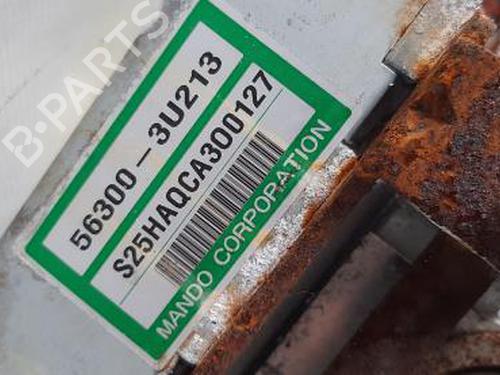 B-PARTS
56300-3U213
S25HAQCA300127
MANDO CORPORATION